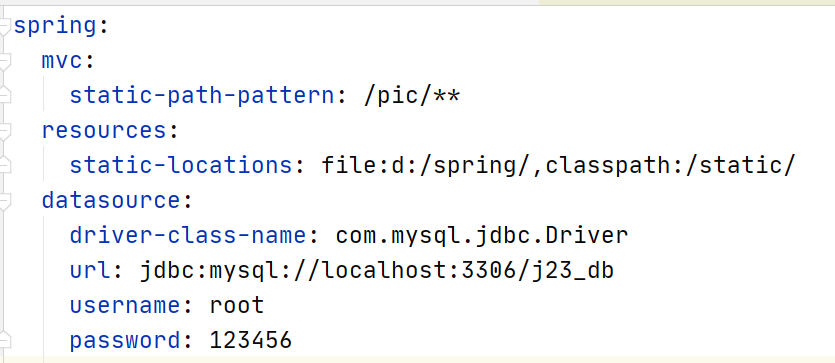 spring:
  mvc:
    static-path-pattern: /pic/**
  resources:
    static-locations: file:d:/spring/,classpath:/static/
  datasource:
    driver-class-name: com.mysql.jdbc.Driver
    url: jdbc:mysql://localhost:3306/j23_db
    username: root
    password: 123456